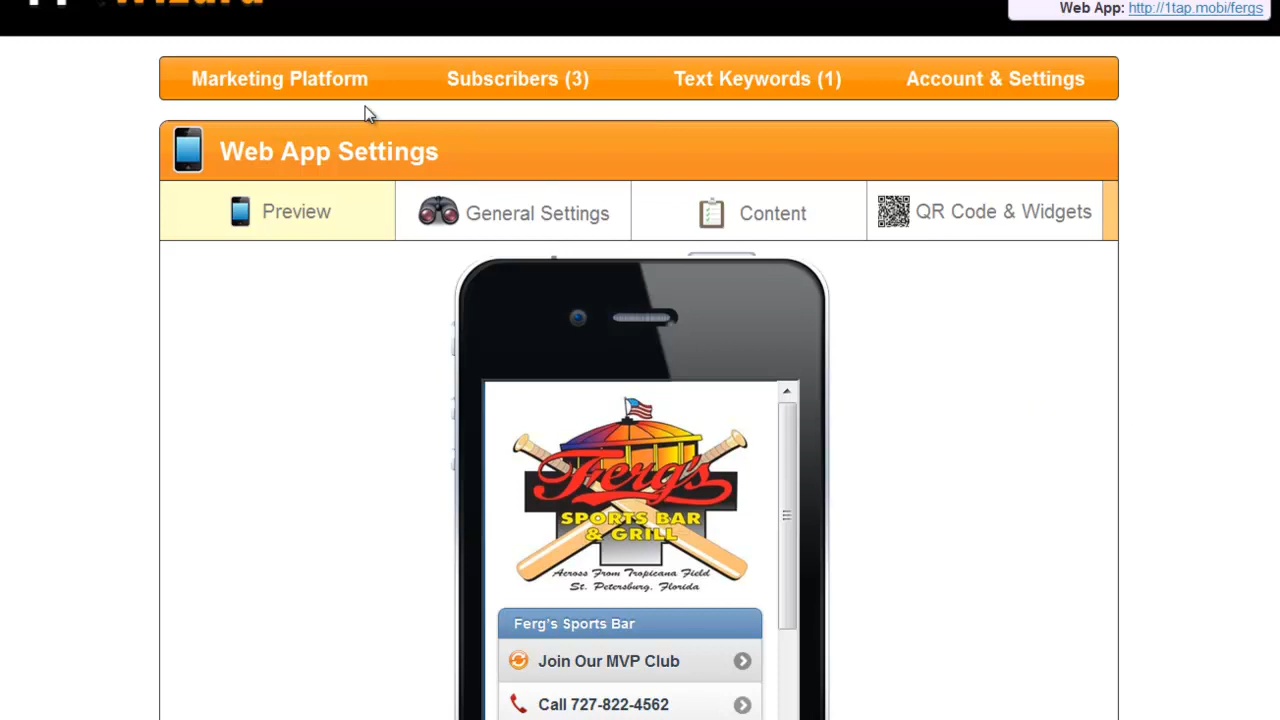 Web App: http://1tap.mobi/fergs
Marketing Platform
Subscribers (3)
Text Keywords (1)
Account & Settings
Web App Settings
Preview
General Settings
Content
QR Code & Widgets
Ferg's
SPORTS BAR
& GRILL
Across From Tropicana Field
St. Petersburg, Florida
Ferg's Sports Bar
Join Our MVP Club
Call 727-822-4562